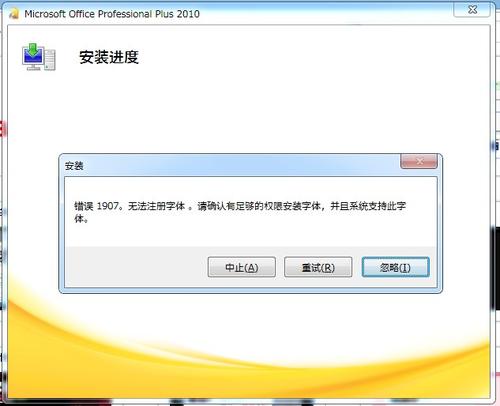 Microsoft Office Professional Plus 2010
安装进度
安装
错误 1907。无法注册字体 。请确认有足够的权限安装字体，并且系统支持此字
体。
中止(A)
重试(R)
忽略(I)